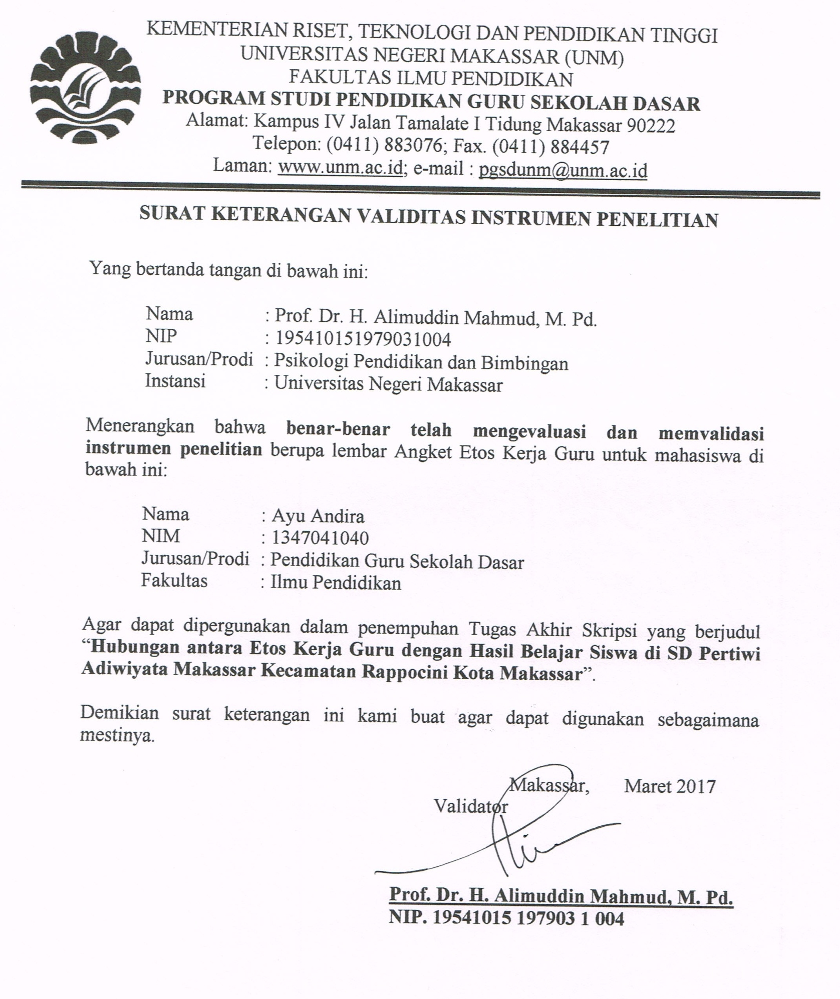 KEMENTERIAN RISET, TEKNOLOGI DAN PENDIDIKAN TINGGI
UNIVERSITAS NEGERI MAKASSAR (UNM)
FAKULTAS ILMU PENDIDIKAN
PROGRAM STUDI PENDIDIKAN GURU SEKOLAH DASAR
Alamat: Kampus IV Jalan Tamalate I Tidung Makassar 90222
Telepon: (0411) 883076; Fax. (0411) 884457
Laman: www.unm.ac.id; e-mail : pgsdunm@unm.ac.id
SURAT KETERANGAN VALIDITAS INSTRUMEN PENELITIAN
Yang bertanda tangan di bawah ini:
Nama : Prof. Dr. H. Alimuddin Mahmud, M. Pd.
NIP : 195410151979031004
Jurusan/Prodi : Psikologi Pendidikan dan Bimbingan
Instansi : Universitas Negeri Makassar
Menerangkan bahwa benar-benar telah mengevaluasi dan memvalidasi
instrumen penelitian berupa lembar Angket Etos Kerja Guru untuk mahasiswa di
bawah ini:
Nama : Ayu Andira
NIM : 1347041040
Jurusan/Prodi : Pendidikan Guru Sekolah Dasar
Fakultas : Ilmu Pendidikan
Agar dapat dipergunakan dalam penempuhan Tugas Akhir Skripsi yang berjudul
“Hubungan antara Etos Kerja Guru dengan Hasil Belajar Siswa di SD Pertiwi
Adiwiyata Makassar Kecamatan Rappocini Kota Makassar”.
Demikian surat keterangan ini kami buat agar dapat digunakan sebagaimana
mestinya.
Makassar, Maret 2017
Validator
Prof. Dr. H. Alimuddin Mahmud, M. Pd.
NIP. 19541015 197903 1 004